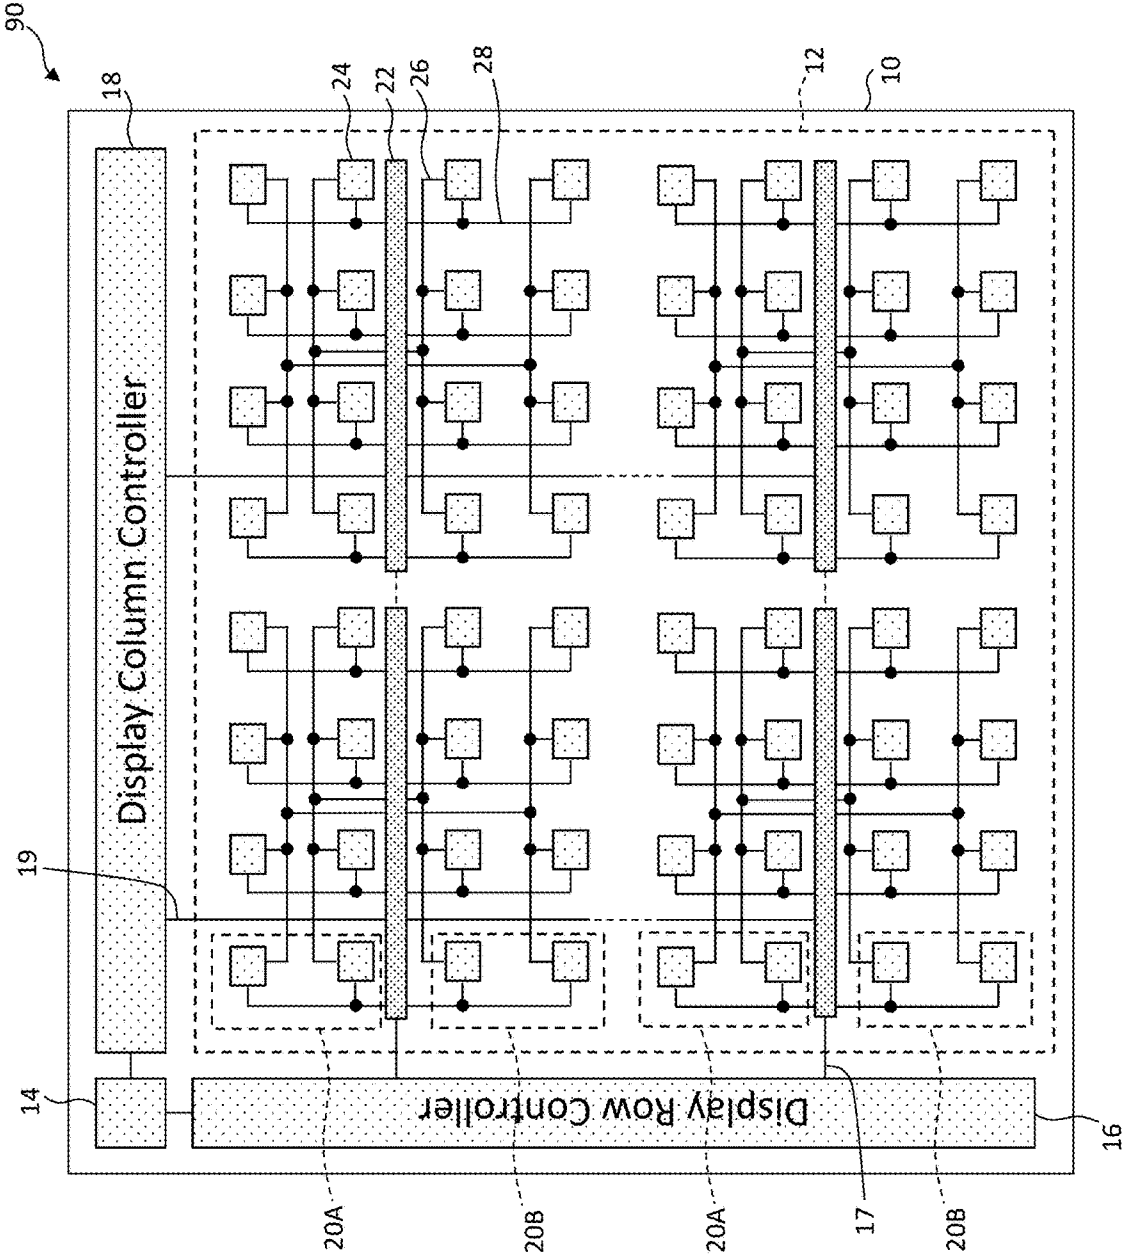 90
18
24
22
26
28
12
10
Display Column Controller
19
14
Display Row Controller
16
20A
20B
20A
17
20B